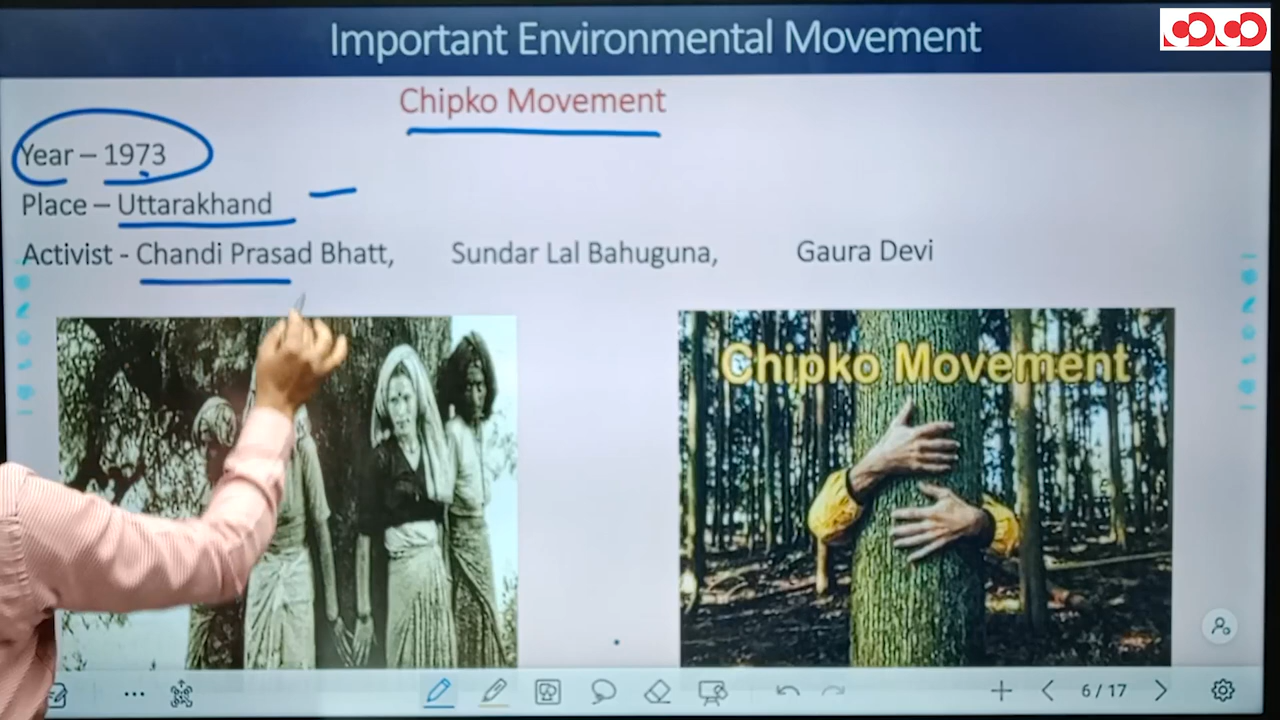 Important Environmental Movement
Chipko Movement
Year – 1973
Place – Uttarakhand
Activist - Chandi Prasad Bhatt, Sundar Lal Bahuguna, Gaura Devi
Chipko Movement
6 / 17